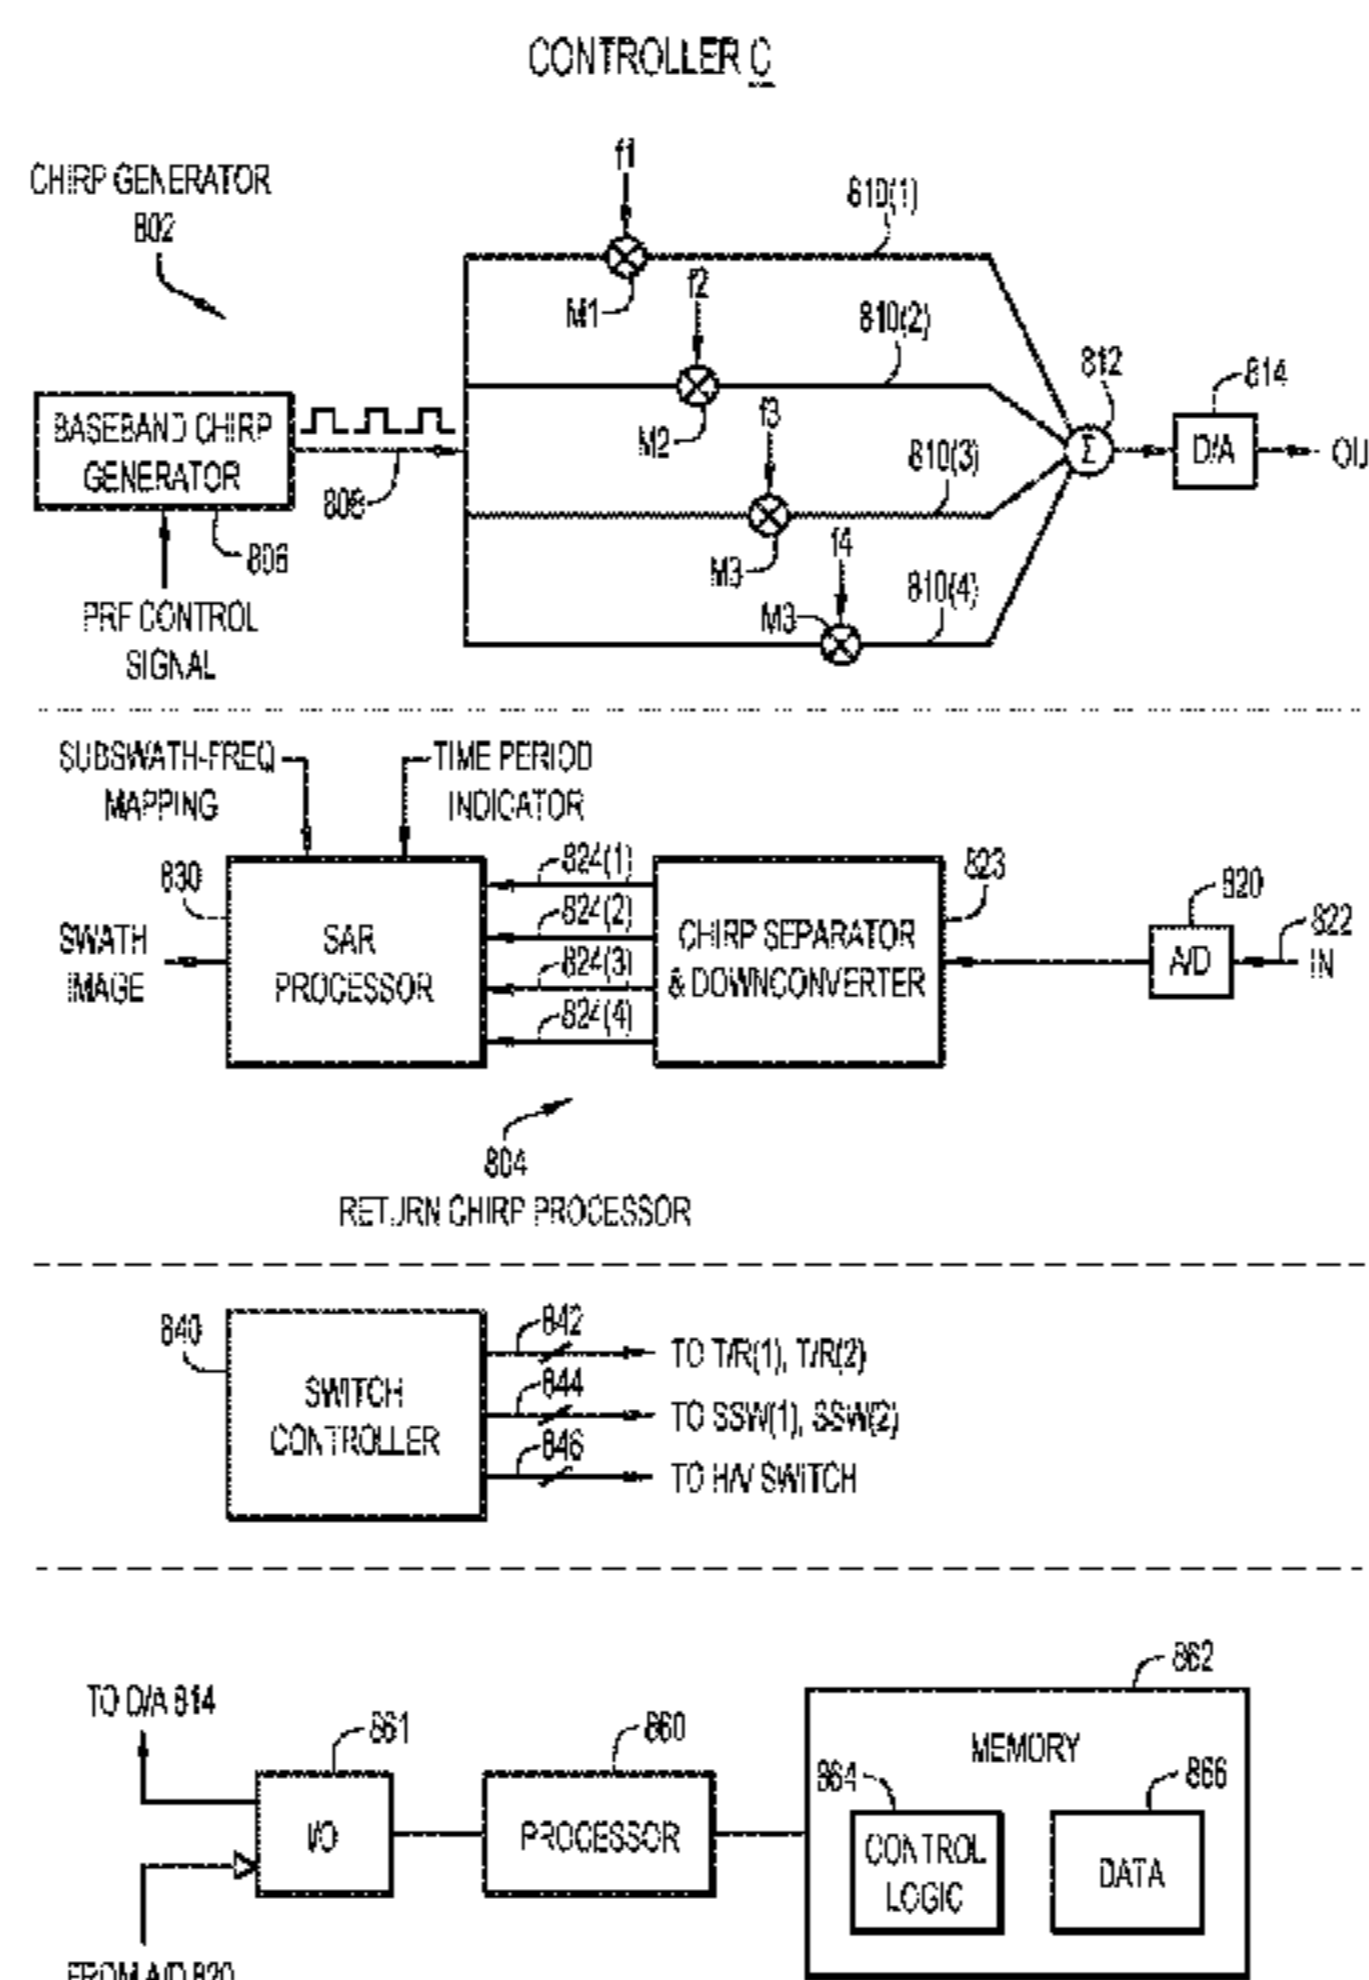 CONTROLLER C
CHIRP GENERATOR
802
f1
M1
810(1)
f2
M2
810(2)
f3
M3
810(3)
f4
M3
810(4)
BASEBAND CHIRP
GENERATOR
806
808
PRF CONTROL
SIGNAL
812
Σ
814
D/A
OU
SUBSWATH-FREQ
MAPPING
TIME PERIOD
INDICATOR
830
SAR
PROCESSOR
SWATH
IMAGE
824(1)
824(2)
824(3)
824(4)
CHIRP SEPARATOR
& DOWNCONVERTER
823
820
A/D
822
IN
804
RETURN CHIRP PROCESSOR
840
SWITCH
CONTROLLER
842
TO T/R(1), T/R(2)
844
TO SSW(1), SSW(2)
846
TO H/V SWITCH
TO D/A 814
861
I/O
860
PROCESSOR
862
MEMORY
864
CONTROL
LOGIC
866
DATA
FROM A/D 820